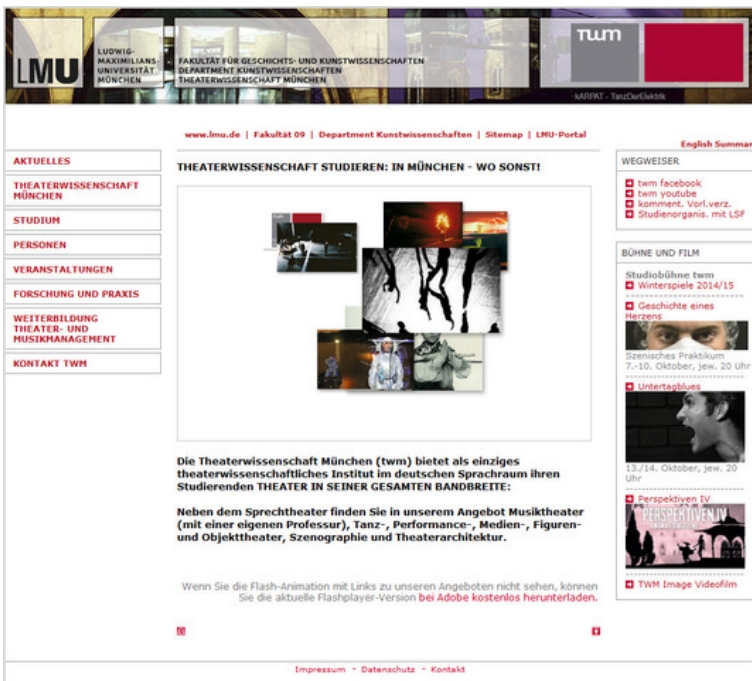 LMU
LUDWIG-
MAXIMILIANS-
UNIVERSITÄT
MÜNCHEN
FAKULTÄT FÜR GESCHICHTS- UND KUNSTWISSENSCHAFTEN
DEPARTMENT KUNSTWISSENSCHAFTEN
THEATERWISSENSCHAFT MÜNCHEN
twm
kARPAT - TanzDerElektrik
www.lmu.de | Fakultät 09 | Department Kunstwissenschaften | Sitemap | LMU-Portal
English Summar
AKTUELLES
THEATERWISSENSCHAFT
MÜNCHEN
STUDIUM
PERSONEN
VERANSTALTUNGEN
FORSCHUNG UND PRAXIS
WEITERBILDUNG
THEATER- UND
MUSIKMANAGEMENT
KONTAKT TWM
THEATERWISSENSCHAFT STUDIEREN: IN MÜNCHEN - WO SONST!
Die Theaterwissenschaft München (twm) bietet als einziges
theaterwissenschaftliches Institut im deutschen Sprachraum ihren
Studierenden THEATER IN SEINER GESAMTEN BANDBREITE:
Neben dem Sprechtheater finden Sie in unserem Angebot Musiktheater
(mit einer eigenen Professur), Tanz-, Performance-, Medien-, Figuren-
und Objekttheater, Szenographie und Theaterarchitektur.
Wenn Sie die Flash-Animation mit Links zu unseren Angeboten nicht sehen, können
Sie die aktuelle Flashplayer-Version bei Adobe kostenlos herunterladen.
WEGWEISER
twm facebook
twm youtube
komment. Vorl.verz.
Studienorganis. mit LSF
BÜHNE UND FILM
Studiobühne twm
Winterspiele 2014/15
Geschichte eines
Herzens
Szenisches Praktikum
7.-10. Oktober, jew. 20 Uhr
Untertagblues
13./14. Oktober, jew. 20
Uhr
Perspektiven IV
PERSPEKTIVEN.IV
TWM Image Videofilm
Impressum - Datenschutz - Kontakt